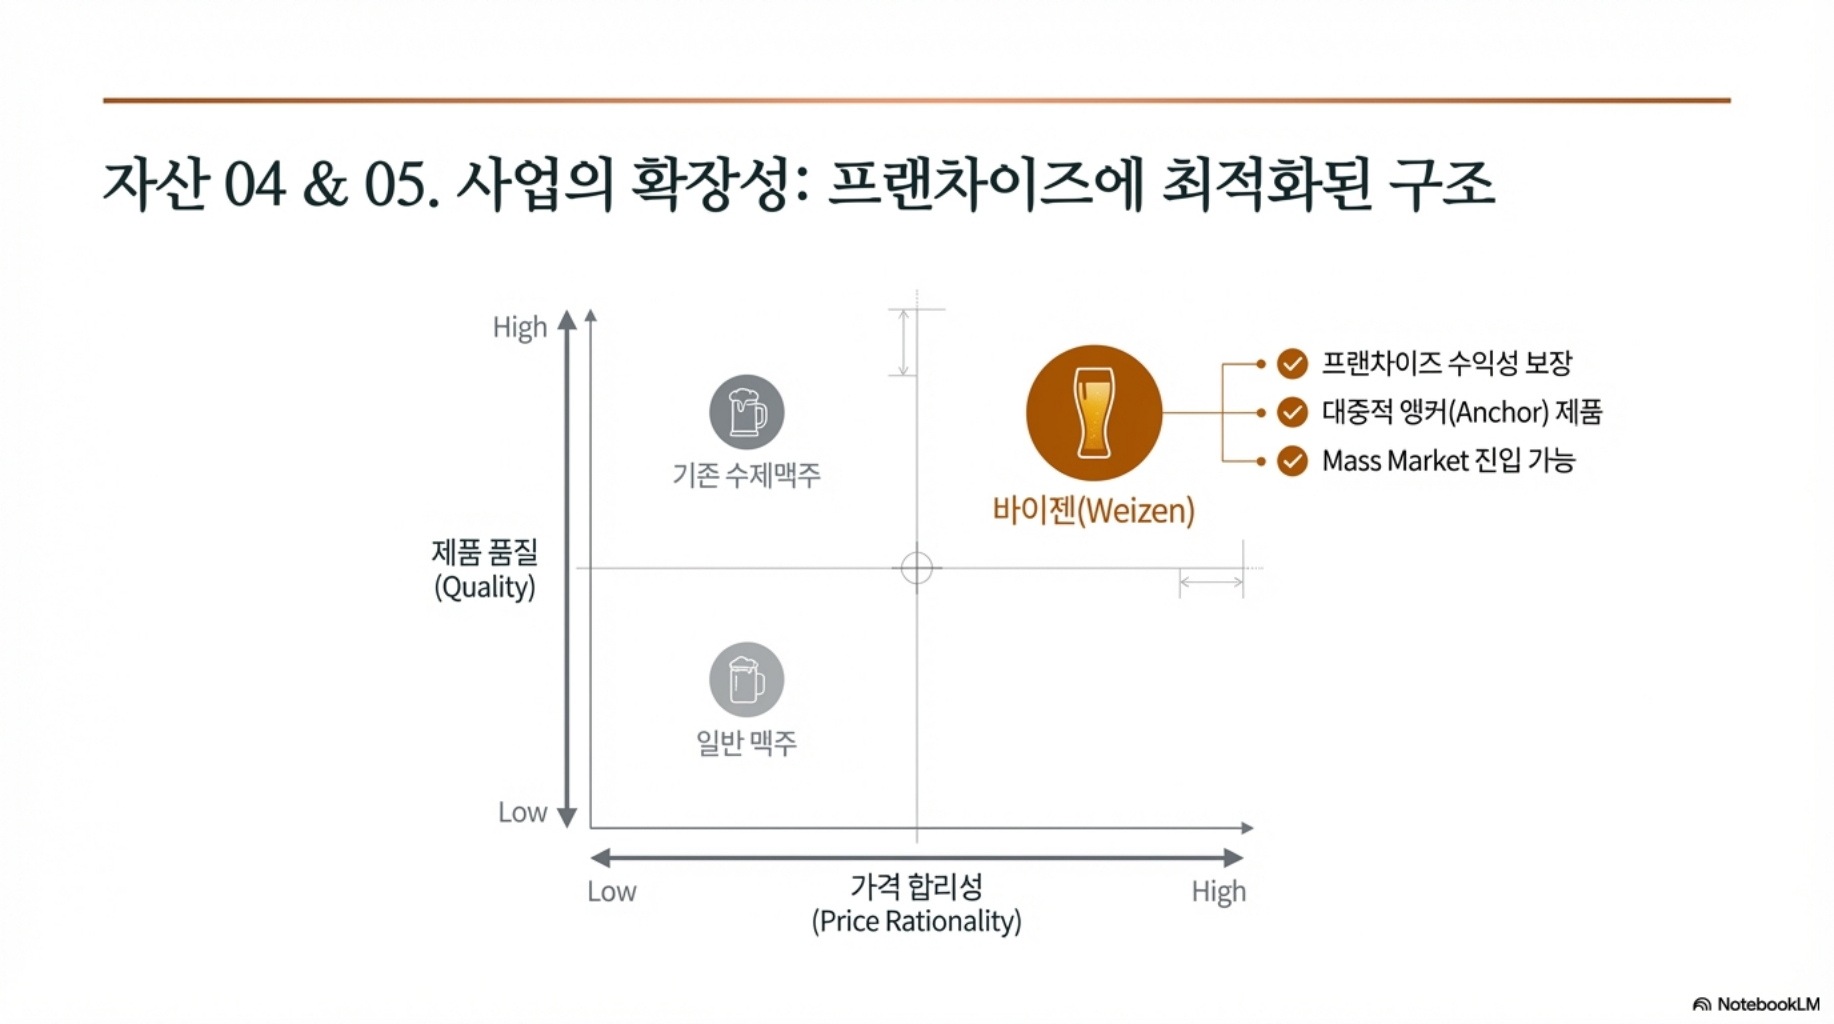 자산 04 & 05. 사업의 확장성: 프랜차이즈에 최적화된 구조
High
기존 수제맥주
바이젠(Weizen)
프랜차이즈 수익성 보장
대중적 앵커(Anchor) 제품
Mass Market 진입 가능
제품 품질
(Quality)
일반 맥주
Low
Low
가격 합리성
(Price Rationality)
High
NotebookLM